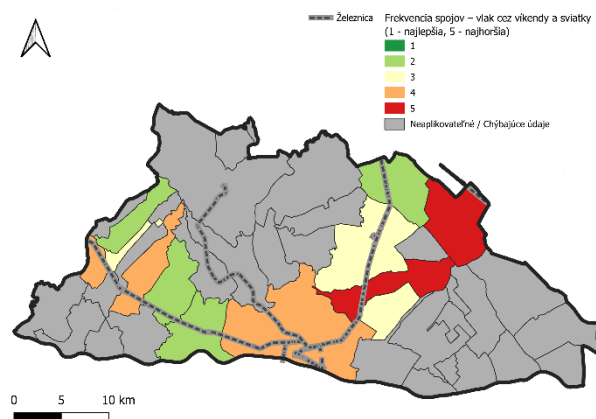 Železnica
Frekvencia spojov – vlak cez víkendy a sviatky
(1 - najlepšia, 5 - najhoršia)
1
2
3
4
5
Neaplikovateľné / Chýbajúce údaje
0 5 10 km